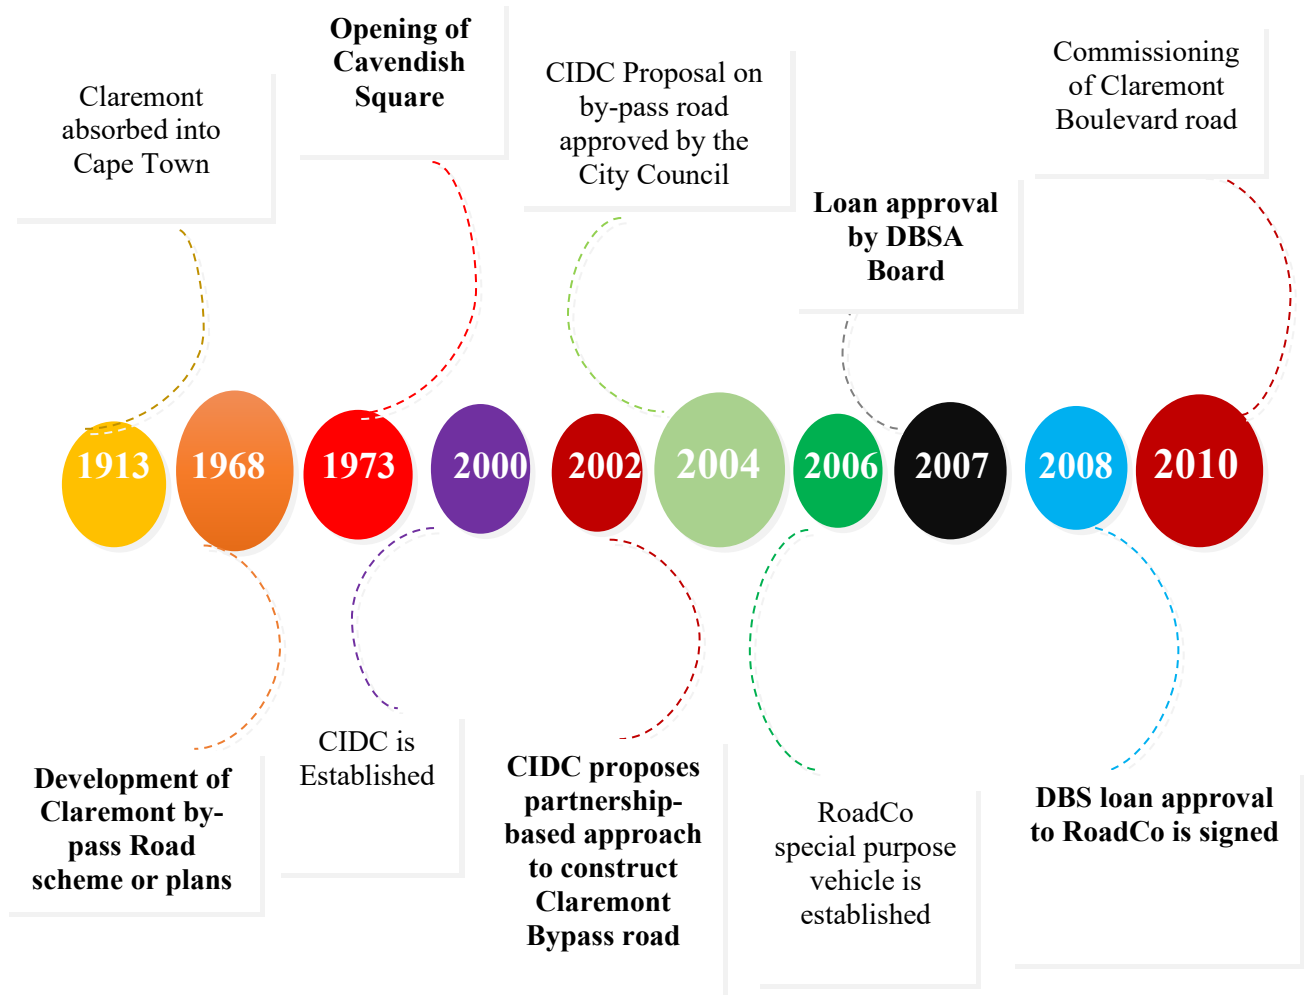 Claremont
absorbed into
Cape Town
Opening of
Cavendish
Square
CIDC Proposal on
by-pass road
approved by the
City Council
Loan approval
by DBSA
Board
Commissioning
of Claremont
Boulevard road
1913
1968
1973
2000
2002
2004
2006
2007
2008
2010
Development of
Claremont by-
pass Road
scheme or plans
CIDC is
Established
CIDC proposes
partnership-
based approach
to construct
Claremont
Bypass road
RoadCo
special purpose
vehicle is
established
DBS loan approval
to RoadCo is signed